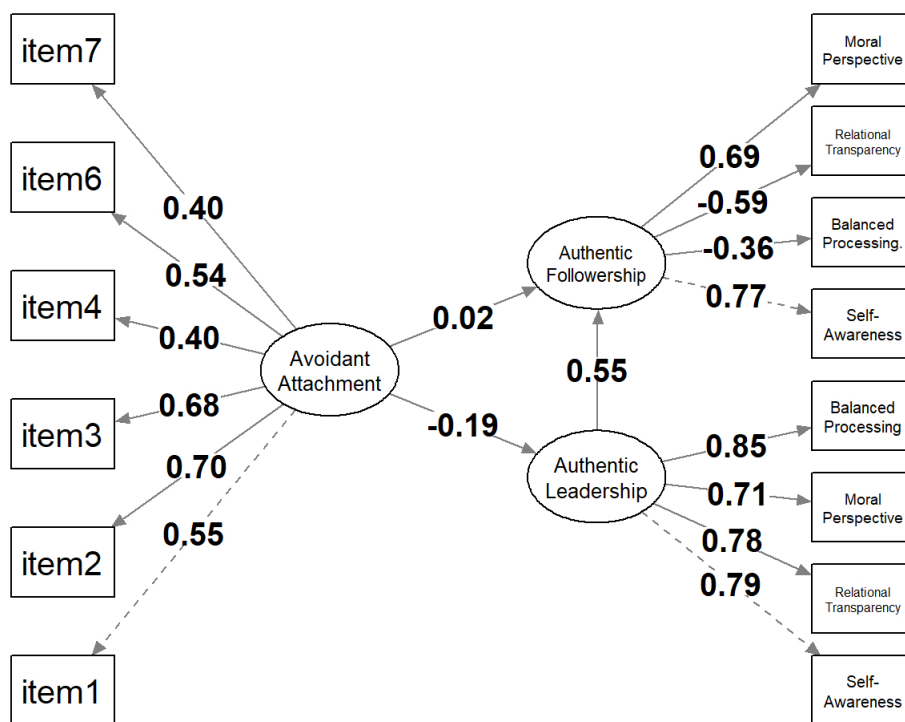 item7
item6
item4
item3
item2
item1
0.40
0.54
0.40
0.68
0.70
0.55
Avoidant
Attachment
0.02
-0.19
Authentic
Followership
0.55
Authentic
Leadership
0.69
-0.59
-0.36
0.77
0.85
0.71
0.78
0.79
Moral
Perspective
Relational
Transparency
Balanced
Processing.
Self-
Awareness
Balanced
Processing
Moral
Perspective
Relational
Transparency
Self-
Awareness